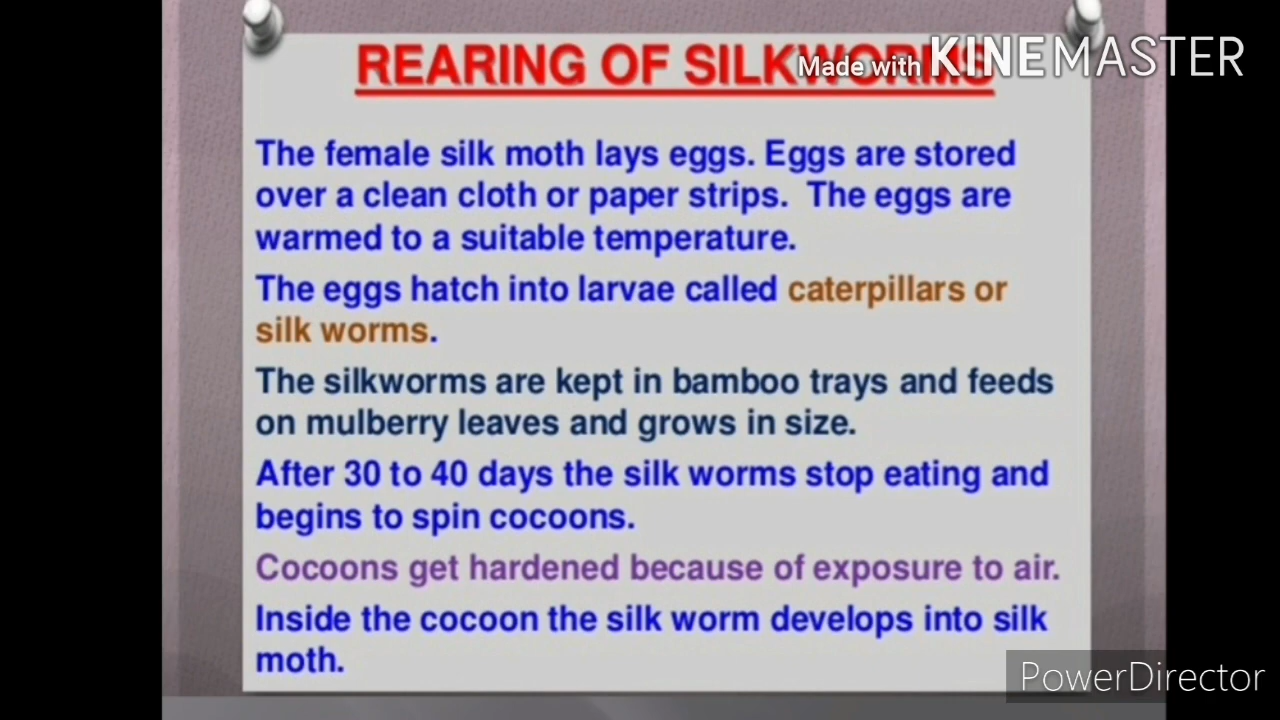 REARING OF SILKWORMS
Made with KINEMASTER
The female silk moth lays eggs. Eggs are stored
over a clean cloth or paper strips. The eggs are
warmed to a suitable temperature.
The eggs hatch into larvae called caterpillars or
silk worms.
The silkworms are kept in bamboo trays and feeds
on mulberry leaves and grows in size.
After 30 to 40 days the silk worms stop eating and
begins to spin cocoons.
Cocoons get hardened because of exposure to air.
Inside the cocoon the silk worm develops into silk
moth.
PowerDirector